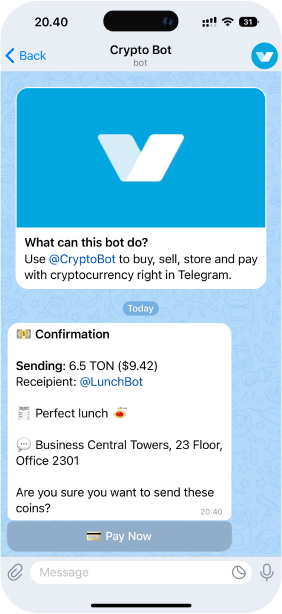 20.40
31
Back
Crypto Bot
bot
What can this bot do?
Use @CryptoBot to buy, sell, store and pay
with cryptocurrency right in Telegram.
Today
Confirmation
Sending: 6.5 TON ($9.42)
Receipient: @LunchBot
Perfect lunch
Business Central Towers, 23 Floor,
Office 2301
Are you sure you want to send these
coins?
20:40
Pay Now
Message